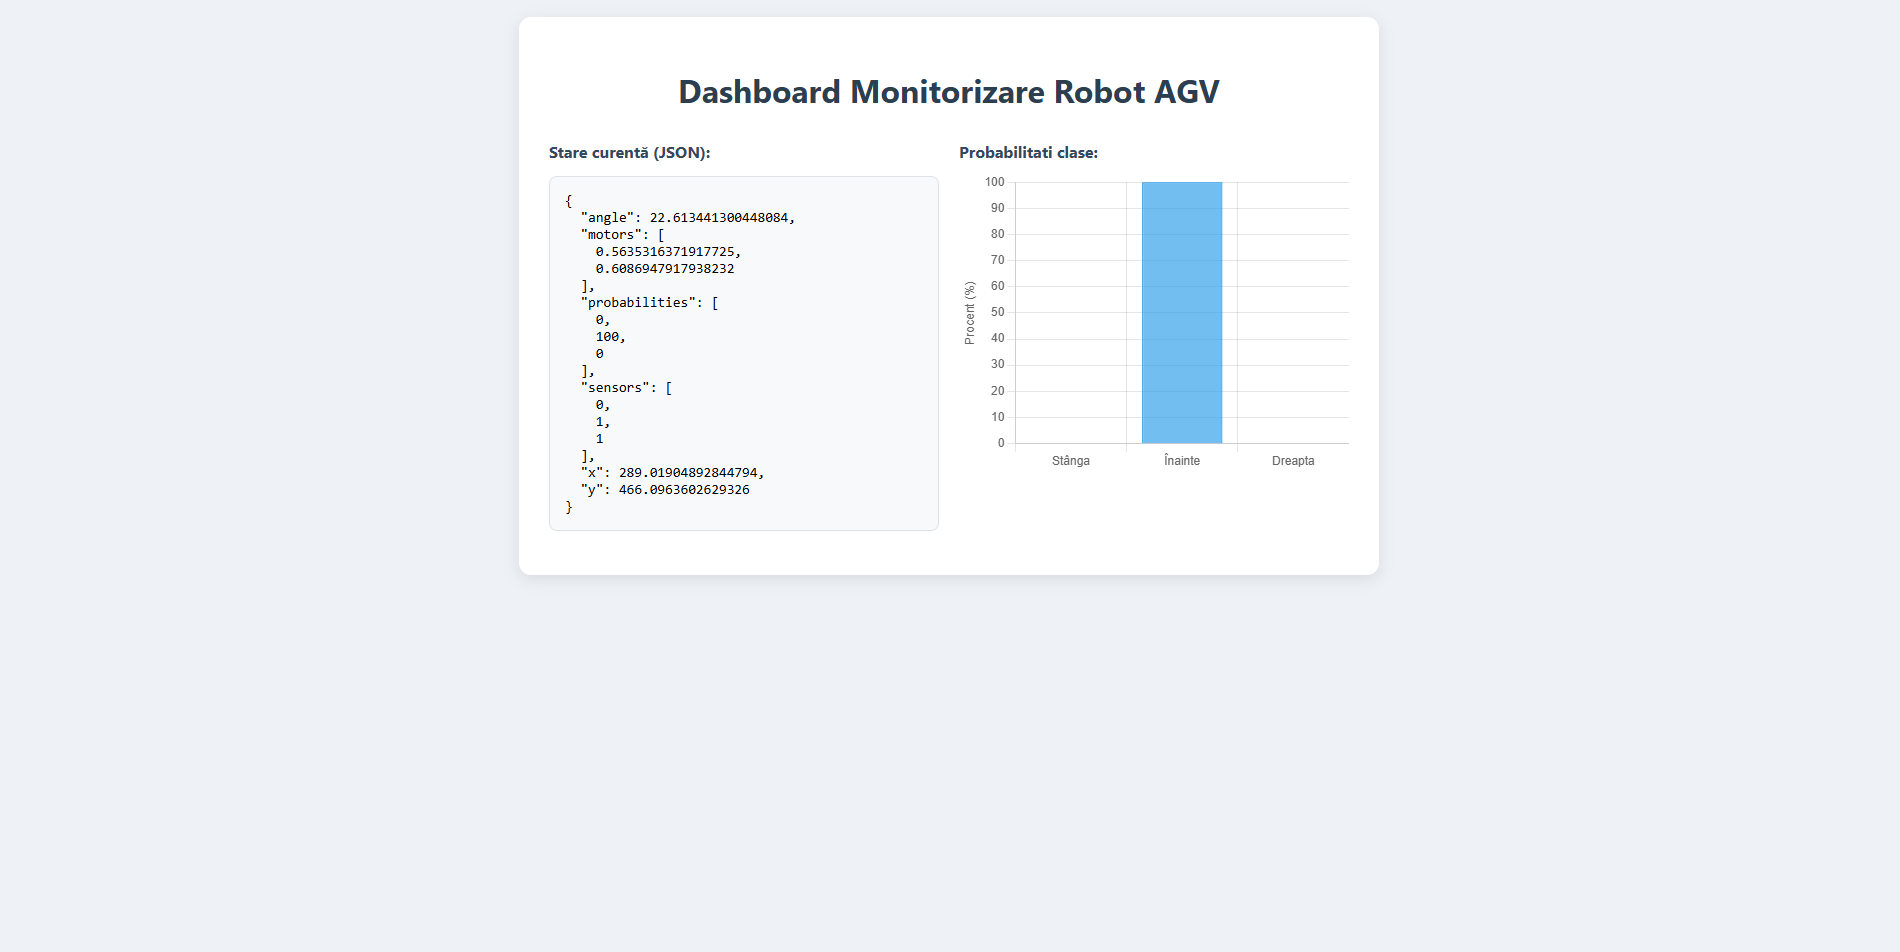 Dashboard Monitorizare Robot AGV
Stare curentă (JSON):
{
  "angle": 22.613441300448084,
  "motors": [
    0.5635316371917725,
    0.6086947917938232
  ],
  "probabilities": [
    0,
    100,
    0
  ],
  "sensors": [
    0,
    1,
    1
  ],
  "x": 289.01904892844794,
  "y": 466.0963602629326
}
Probabilitati clase:
Procent (%)
100
90
80
70
60
50
40
30
20
10
0
Stânga Înainte Dreapta